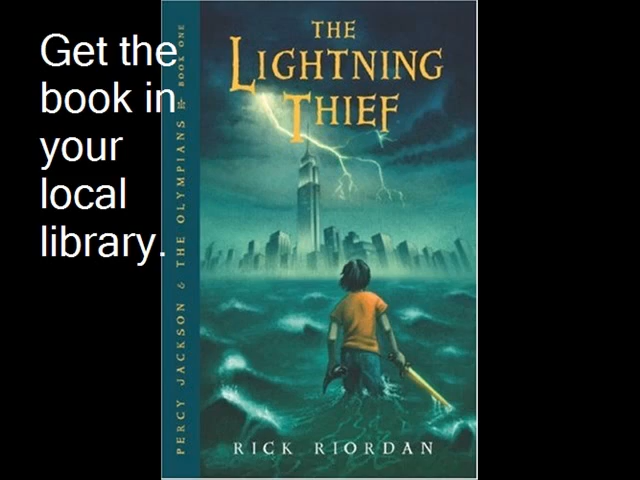 Get the
book in
your
local
library.
THE
LIGHTNING
THIEF
PERCY JACKSON & THE OLYMPIANS BOOK ONE
RICK RIORDAN